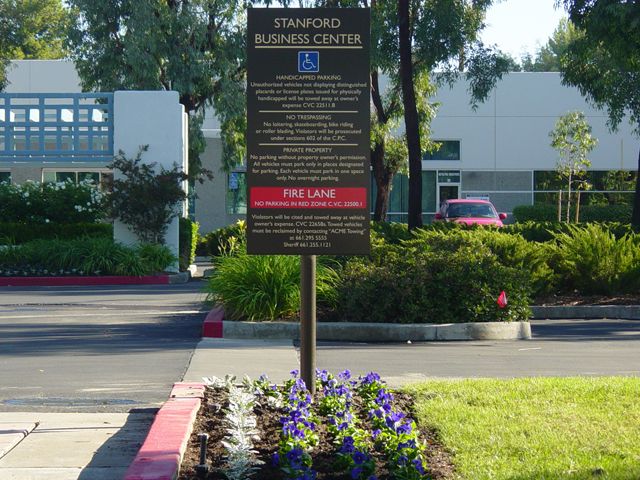 STANFORD
BUSINESS CENTER
HANDICAPPED PARKING
Unauthorized vehicles not displaying distinguished
placards or license plates issued for physically
handicapped will be towed away at owner's
expense. CVC 22511.8
NO TRESPASSING
No loitering, skateboarding, bike riding
or roller blading. Violators will be prosecuted
under sections 602 of the C.P.C.
PRIVATE PROPERTY
No parking without property owner's permission.
All vehicles must park only in places designated for
parking. Each vehicle must park in one space
ONLY. No overnight parking.
FIRE LANE
NO PARKING IN RED ZONE C.V.C. 22500.1
Violators will be cited and towed away at vehicle
owner's expense. CVC 22658s. Towed vehicles
must be reclaimed by contacting "ACME Towing"
at 661.295.5555
Sheriff 661.255.1121